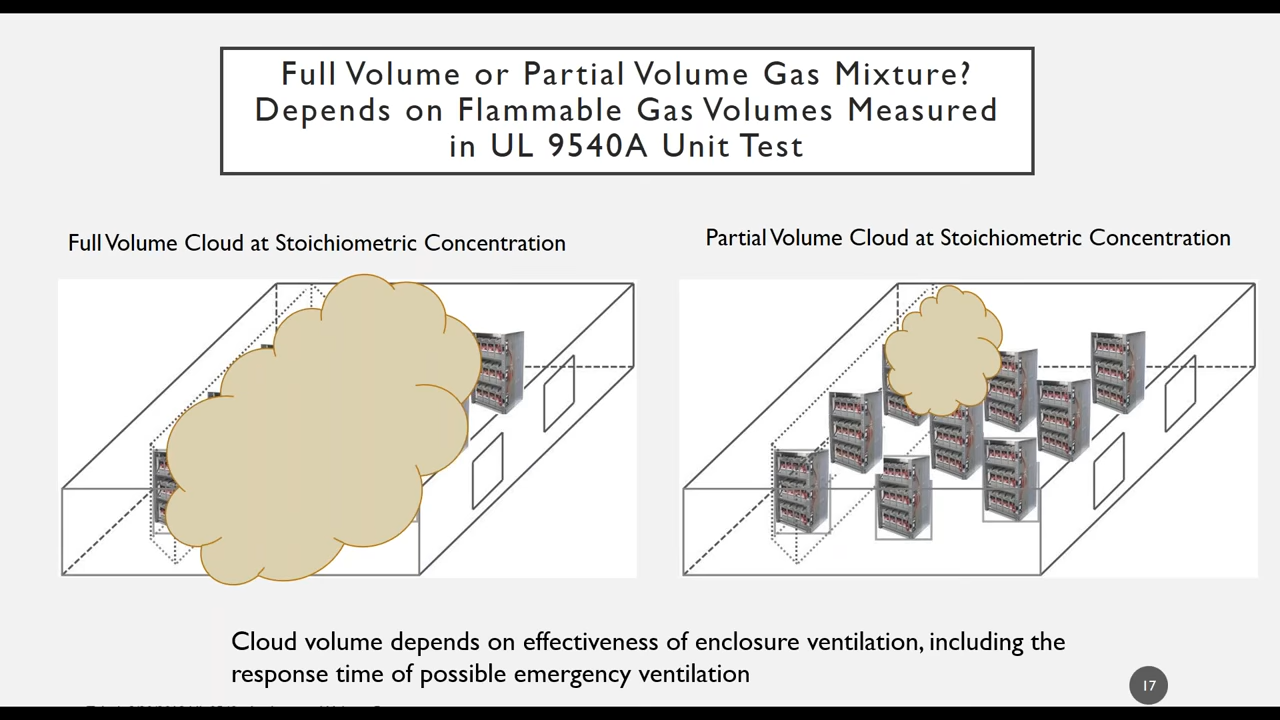 Full Volume or Partial Volume Gas Mixture?
Depends on Flammable Gas Volumes Measured
in UL 9540A Unit Test
Full Volume Cloud at Stoichiometric Concentration
Partial Volume Cloud at Stoichiometric Concentration
Cloud volume depends on effectiveness of enclosure ventilation, including the
response time of possible emergency ventilation
17